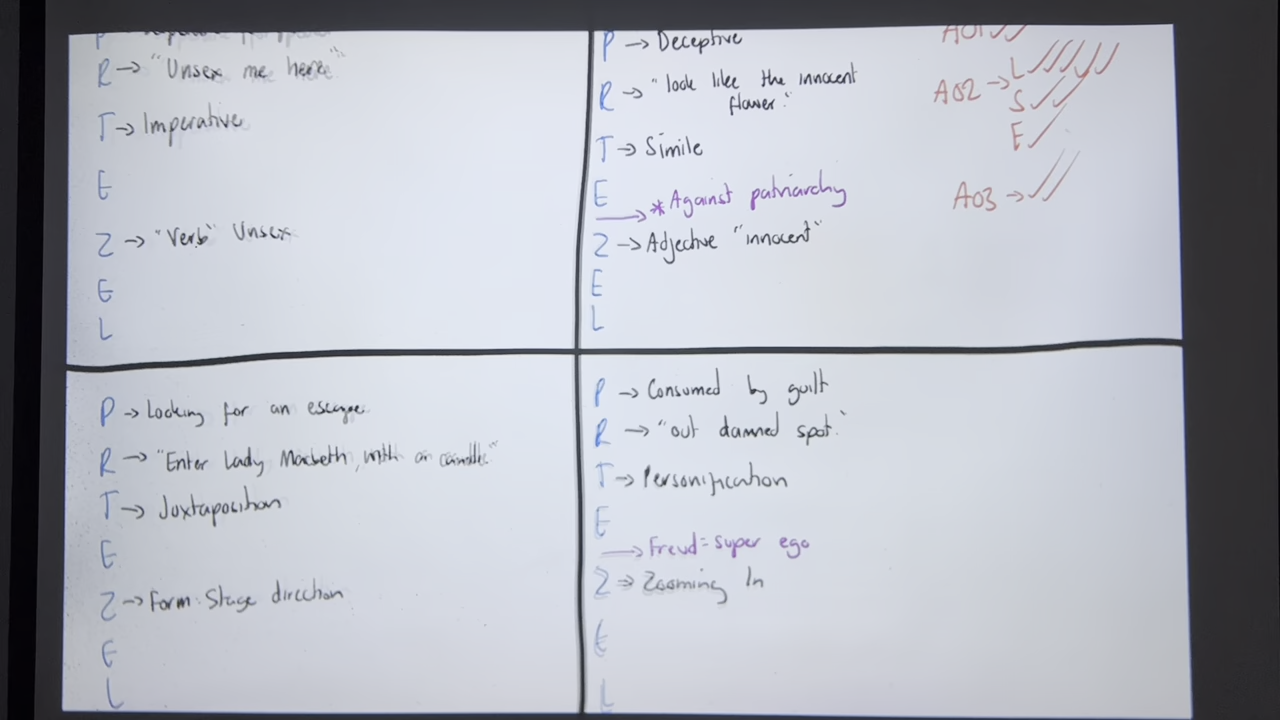 R → "Unsex me here"
T → Imperative
E
Z → "Verb" Unsex
E
L
P → Deceptive
R → "look like the innocent
flower."
T → Simile
E
→ * Against patriarchy
Z → Adjective "innocent"
E
L
AO1 ✓✓
AO2 → L ✓✓✓✓✓
S ✓✓
E ✓
AO3 → ✓✓
P → Looking for an escape
R → "Enter Lady Macbeth, with a candle."
T → Juxtaposition
E
Z → Form: Stage direction
E
L
P → Consumed by guilt
R → "out damned spot."
T → Personification
E
→ Freud = super ego
Z → Zooming In
E
L